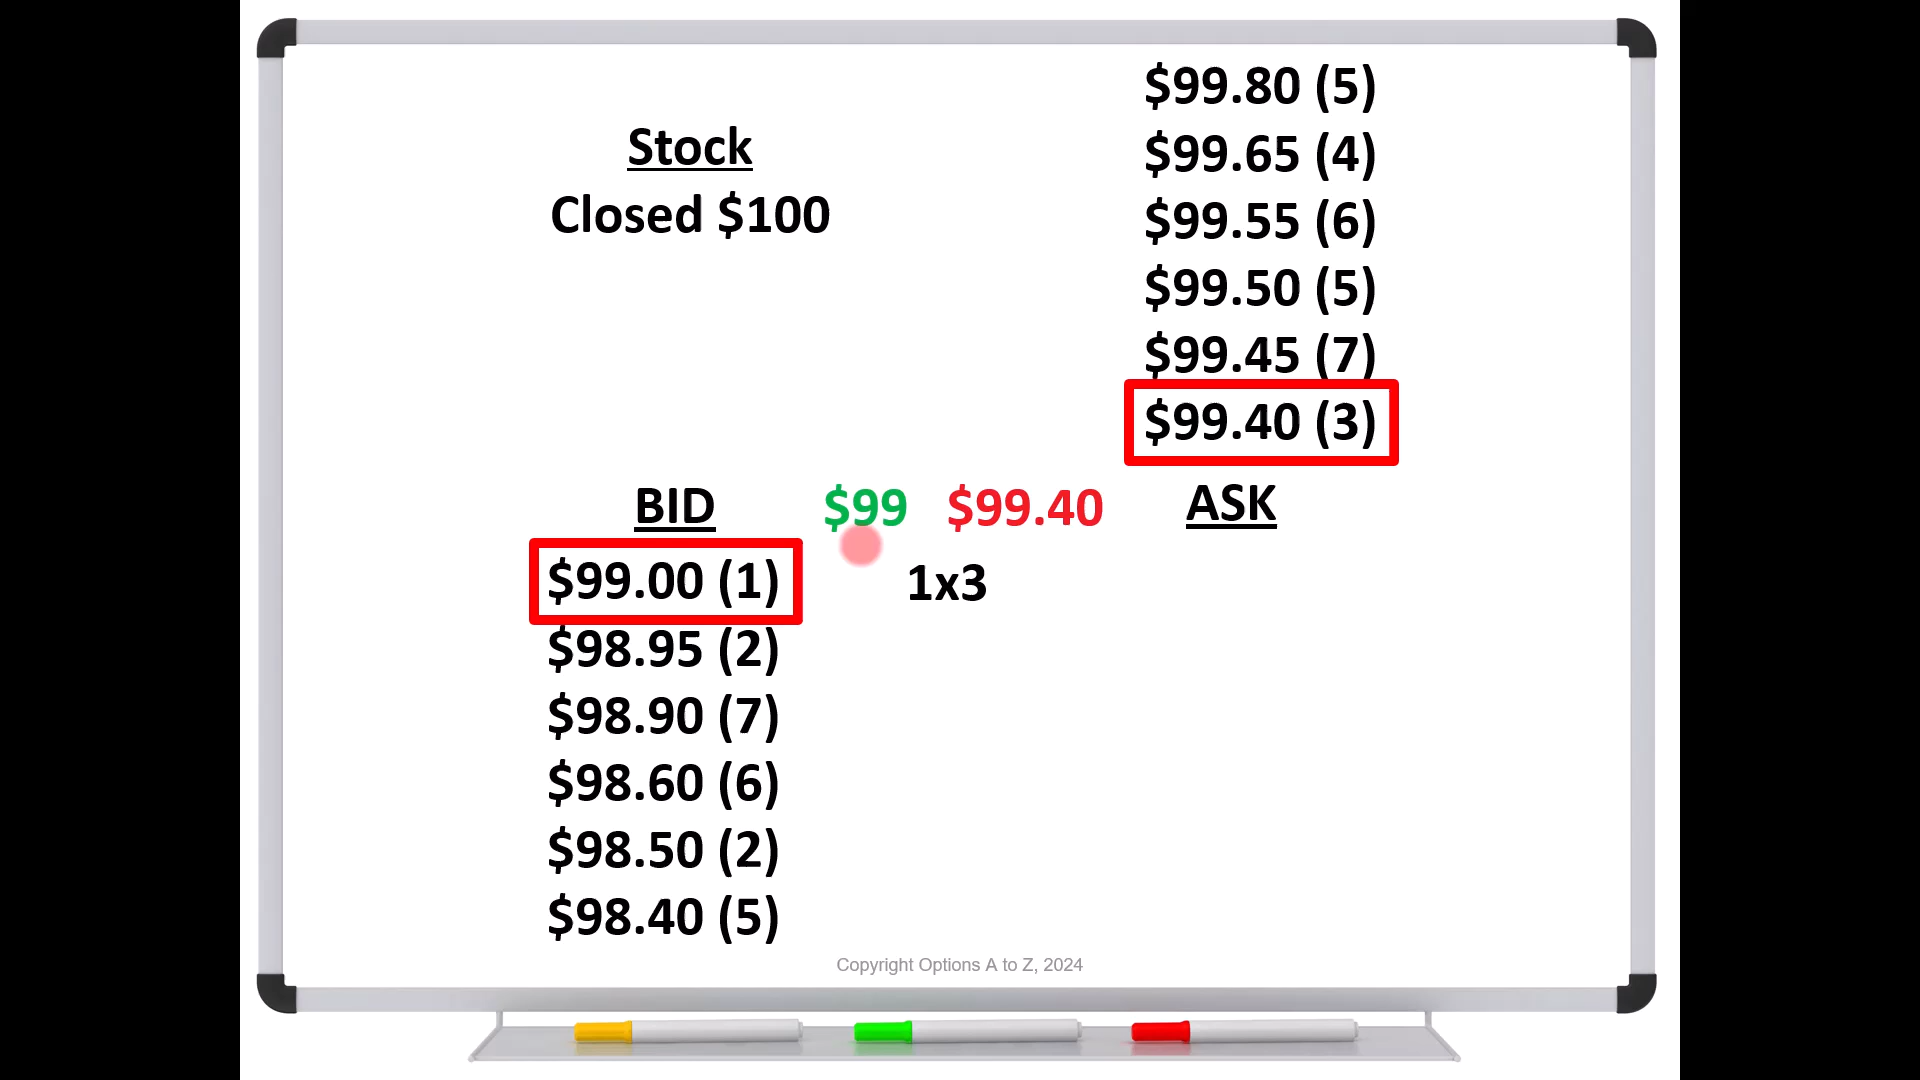 Stock
Closed $100
$99.80 (5)
$99.65 (4)
$99.55 (6)
$99.50 (5)
$99.45 (7)
$99.40 (3)
BID
$99 $99.40
ASK
1x3
$99.00 (1)
$98.95 (2)
$98.90 (7)
$98.60 (6)
$98.50 (2)
$98.40 (5)
Copyright Options A to Z, 2024